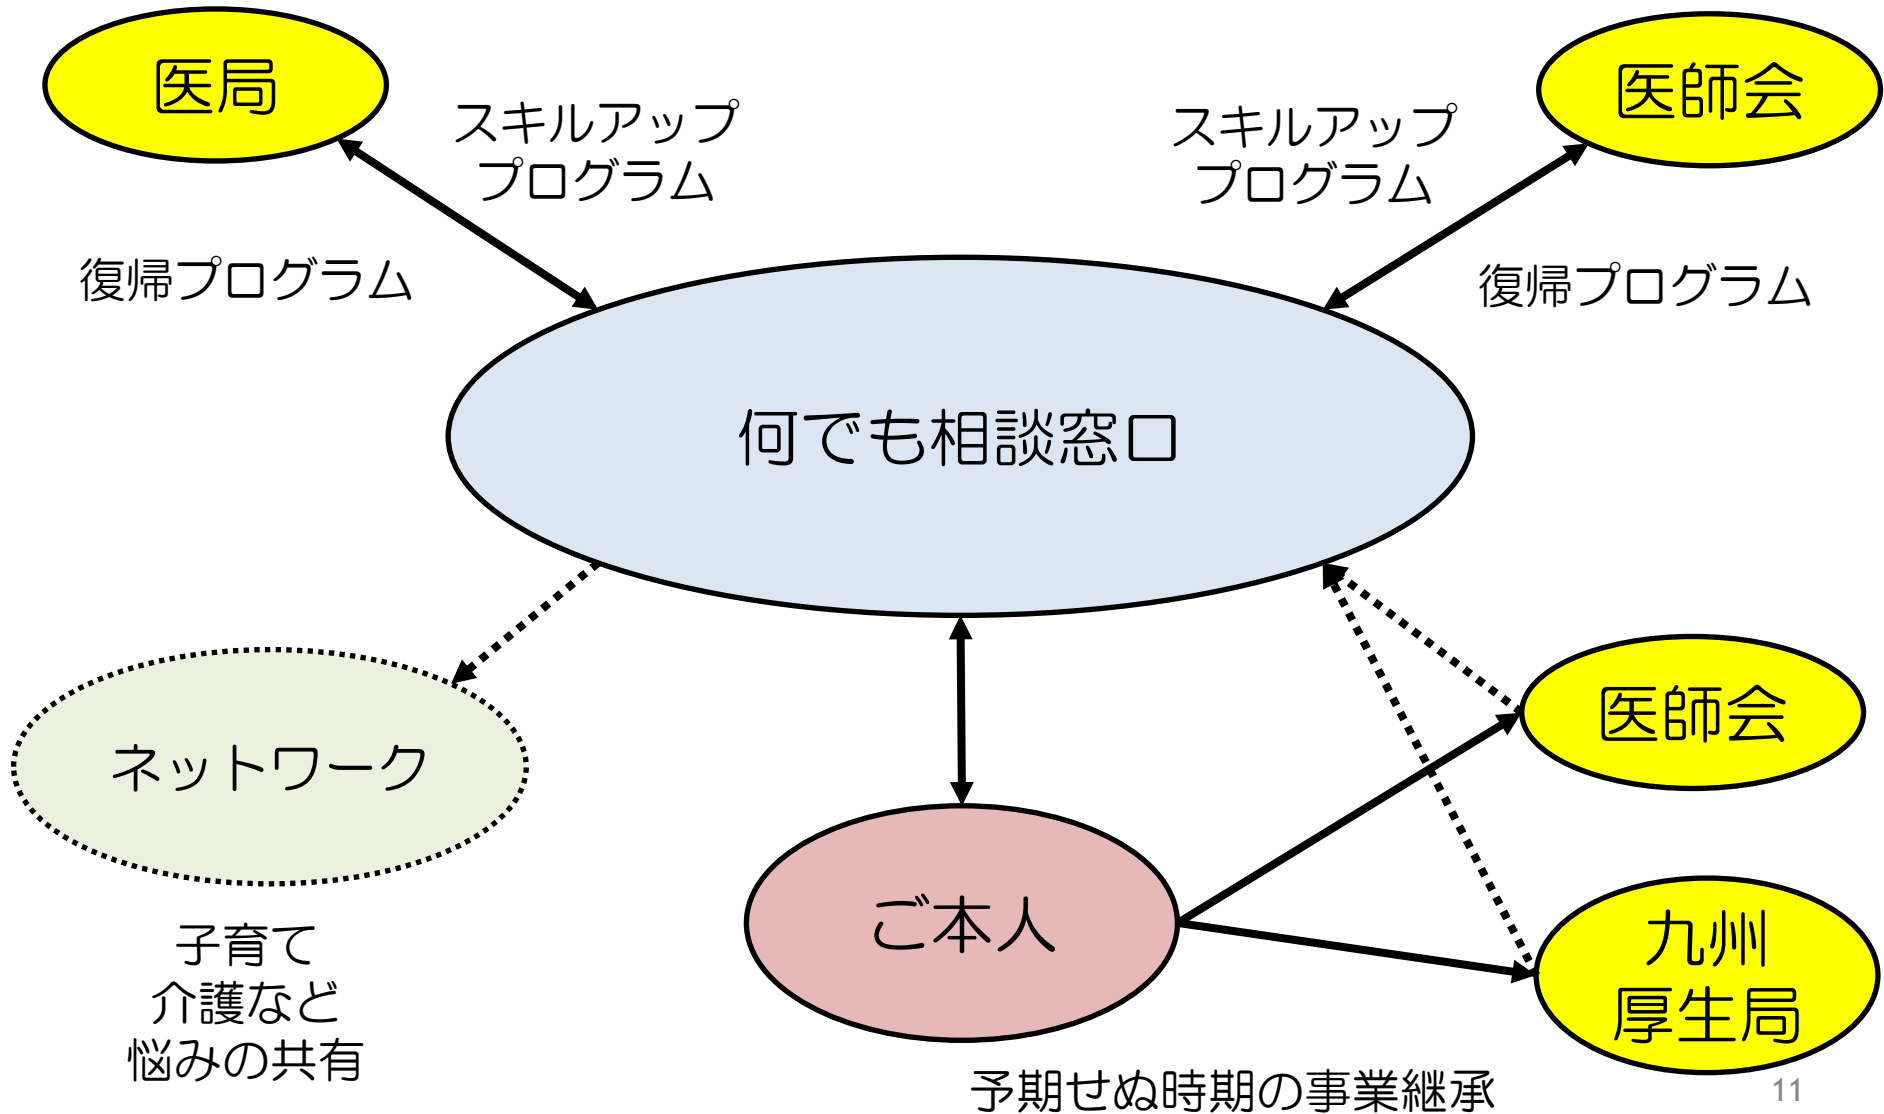 医局
医師会
スキルアップ
プログラム
スキルアップ
プログラム
復帰プログラム
復帰プログラム
何でも相談窓口
医師会
ネットワーク
ご本人
九州
厚生局
子育て
介護など
悩みの共有
予期せぬ時期の事業継承
11